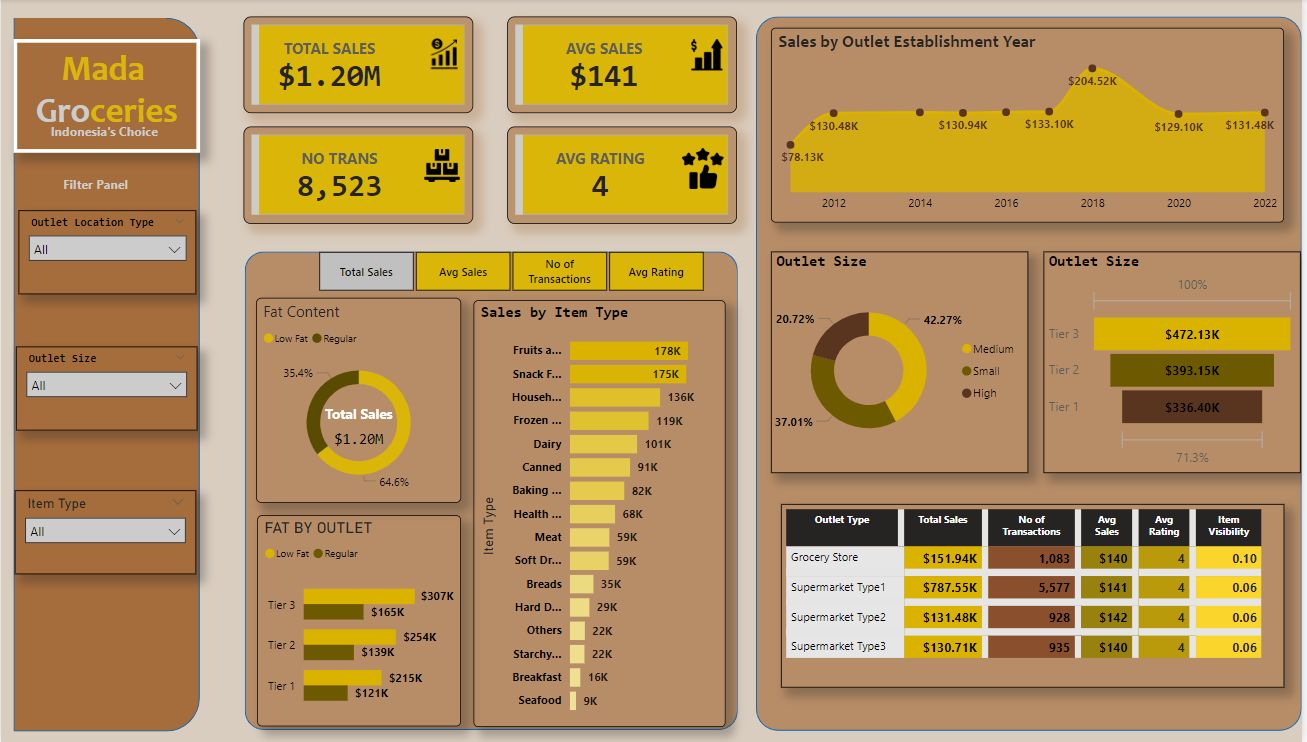 Mada
Groceries
Indonesia's Choice
Filter Panel
Outlet Location Type
All
Outlet Size
All
Item Type
All
TOTAL SALES
$1.20M
AVG SALES
$141
NO TRANS
8,523
AVG RATING
4
Total Sales
Avg Sales
No of
Transactions
Avg Rating
Fat Content
Low Fat Regular
35.4%
Total Sales
$1.20M
64.6%
FAT BY OUTLET
Low Fat Regular
Tier 3 $307K
$165K
Tier 2 $254K
$139K
Tier 1 $215K
$121K
Sales by Item Type
Item Type
Fruits a... 178K
Snack F... 175K
Househ... 136K
Frozen ... 119K
Dairy 101K
Canned 91K
Baking ... 82K
Health ... 68K
Meat 59K
Soft Dr... 59K
Breads 35K
Hard D... 29K
Others 22K
Starchy... 22K
Breakfast 16K
Seafood 9K
Sales by Outlet Establishment Year
$78.13K
$130.48K
$130.94K
$133.10K
$204.52K
$129.10K
$131.48K
2012 2014 2016 2018 2020 2022
Outlet Size
20.72%
42.27%
37.01%
Medium
Small
High
Outlet Size
100%
Tier 3 $472.13K
Tier 2 $393.15K
Tier 1 $336.40K
71.3%
Outlet Type Total Sales No of Transactions Avg Sales Avg Rating Item Visibility
Grocery Store $151.94K 1,083 $140 4 0.10
Supermarket Type1 $787.55K 5,577 $141 4 0.06
Supermarket Type2 $131.48K 928 $142 4 0.06
Supermarket Type3 $130.71K 935 $140 4 0.06